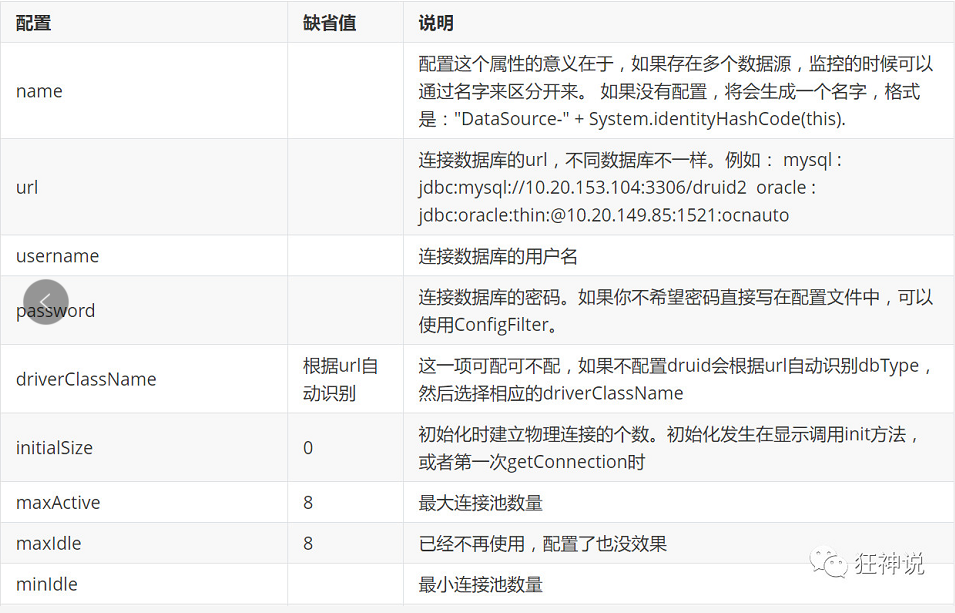 配置 缺省值 说明
name
配置这个属性的意义在于，如果存在多个数据源，监控的时候可以
通过名字来区分开来。 如果没有配置，将会生成一个名字，格式
是："DataSource-" + System.identityHashCode(this).
url
连接数据库的url，不同数据库不一样。例如： mysql :
jdbc:mysql://10.20.153.104:3306/druid2 oracle :
jdbc:oracle:thin:@10.20.149.85:1521:ocnauto
username 连接数据库的用户名
password
连接数据库的密码。如果你不希望密码直接写在配置文件中，可以
使用ConfigFilter。
driverClassName
根据url自
动识别
这一项可配可不配，如果不配置druid会根据url自动识别dbType，
然后选择相应的driverClassName
initialSize 0
初始化时建立物理连接的个数。初始化发生在显示调用init方法，
或者第一次getConnection时
maxActive 8 最大连接池数量
maxIdle 8 已经不再使用，配置了也没效果
minIdle 最小连接池数量
狂神说